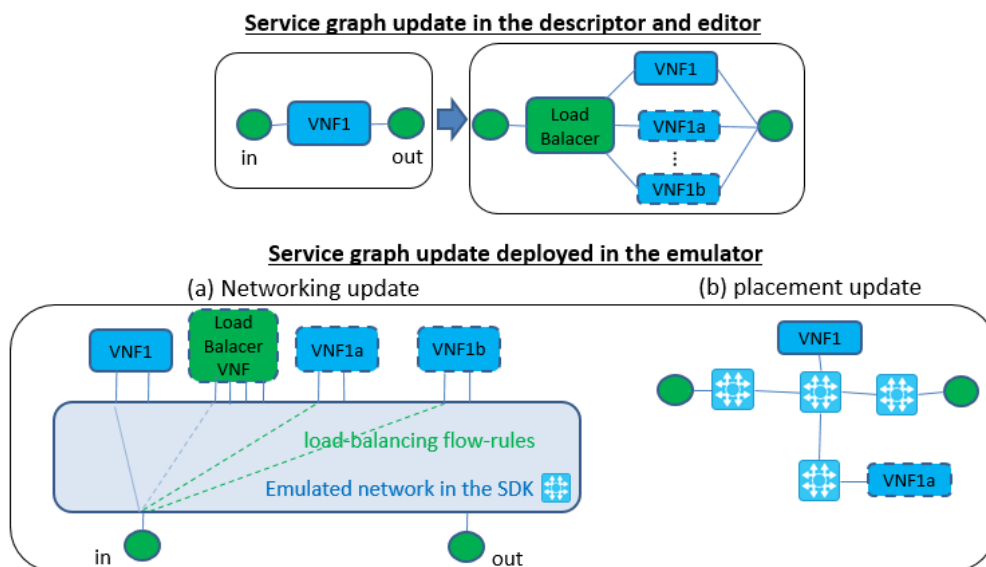 Service graph update in the descriptor and editor
VNF1
in
out
Load
Balacer
VNF1
VNF1a
...
VNF1b
Service graph update deployed in the emulator
(a) Networking update
(b) placement update
VNF1
Load
Balacer
VNF
VNF1a
VNF1b
load-balancing flow-rules
Emulated network in the SDK
in
out
VNF1
VNF1a